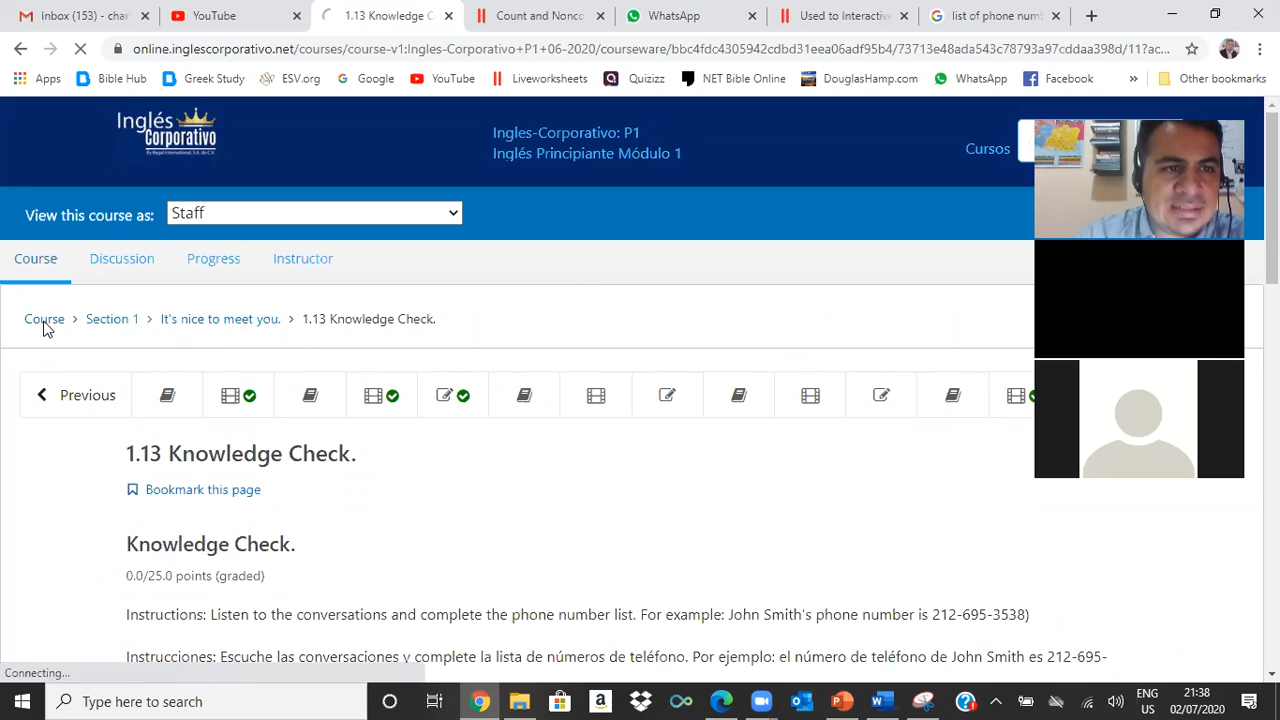 inbox (153) - char
YouTube
1.13 Knowledge C
Count and Nonco
WhatsApp
Used to Interactive
list of phone numb
online.inglescorporativo.net/courses/course-v1:Ingles-Corporativo+P1+06-2020/courseware/bbc4fdc4305942cdbd31eea06adf95b4/73713e48ada543c78793a97cddaa398d/11?ac...
Apps
Bible Hub
Greek Study
ESV.org
Google
YouTube
Liveworksheets
Quizizz
NET Bible Online
DouglasHamp.com
WhatsApp
Facebook
»
Other bookmarks
Inglés
Corporativo
By Regal International, S.A. de C.V.
Ingles-Corporativo: P1
Inglés Principiante Módulo 1
Cursos
View this course as:
Staff
Course
Discussion
Progress
Instructor
Course > Section 1 > It's nice to meet you. > 1.13 Knowledge Check.
Previous
1.13 Knowledge Check.
Bookmark this page
Knowledge Check.
0.0/25.0 points (graded)
Instructions: Listen to the conversations and complete the phone number list. For example: John Smith's phone number is 212-695-3538)
Instrucciones: Escuche las conversaciones y complete la lista de números de teléfono. Por ejemplo: el número de teléfono de John Smith es 212-695-
Connecting...
Type here to search
ENG
US
21:38
02/07/2020